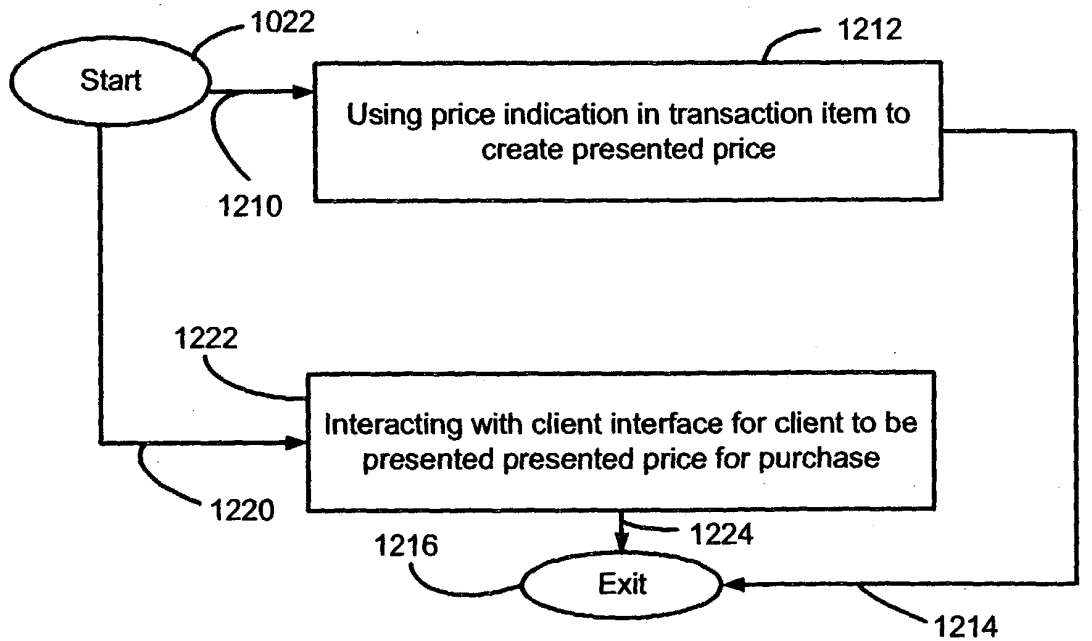 1022
Start
1212
Using price indication in transaction item to
create presented price
1210
1222
Interacting with client interface for client to be
presented presented price for purchase
1220
1224
1216
Exit
1214